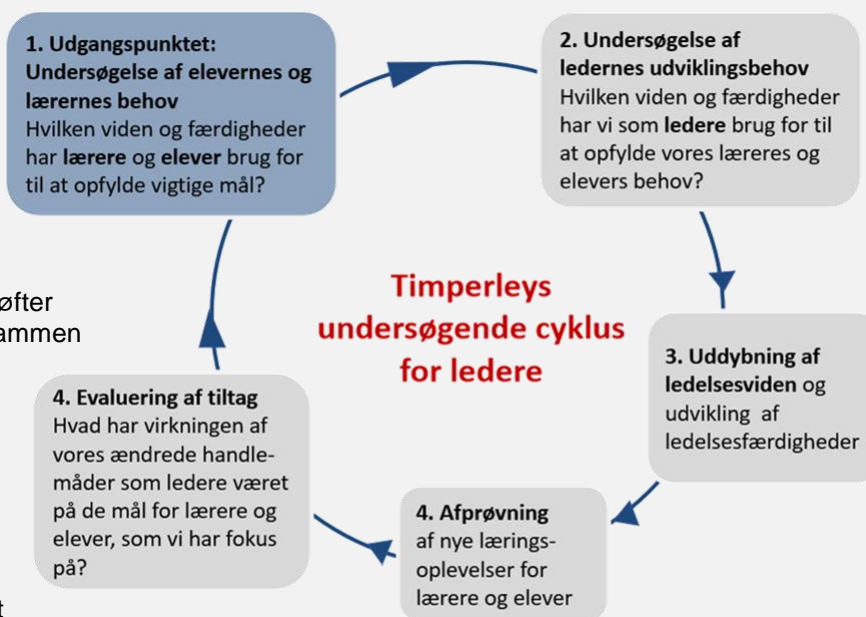 1. Udgangspunktet:
Undersøgelse af elevernes og
lærernes behov
Hvilken viden og færdigheder
har lærere og elever brug for
til at opfylde vigtige mål?
2. Undersøgelse af
ledernes udviklingsbehov
Hvilken viden og færdigheder
har vi som ledere brug for til
at opfylde vores læreres og
elevers behov?
Timperleys
undersøgende cyklus
for ledere
øfter
ammen
3. Uddybning af
ledelsesviden og
udvikling af
ledelsesfærdigheder
4. Afprøvning
af nye lærings-
oplevelser for
lærere og elever
4. Evaluering af tiltag
Hvad har virkningen af
vores ændrede handle-
måder som ledere været
på de mål for lærere og
elever, som vi har fokus
på?